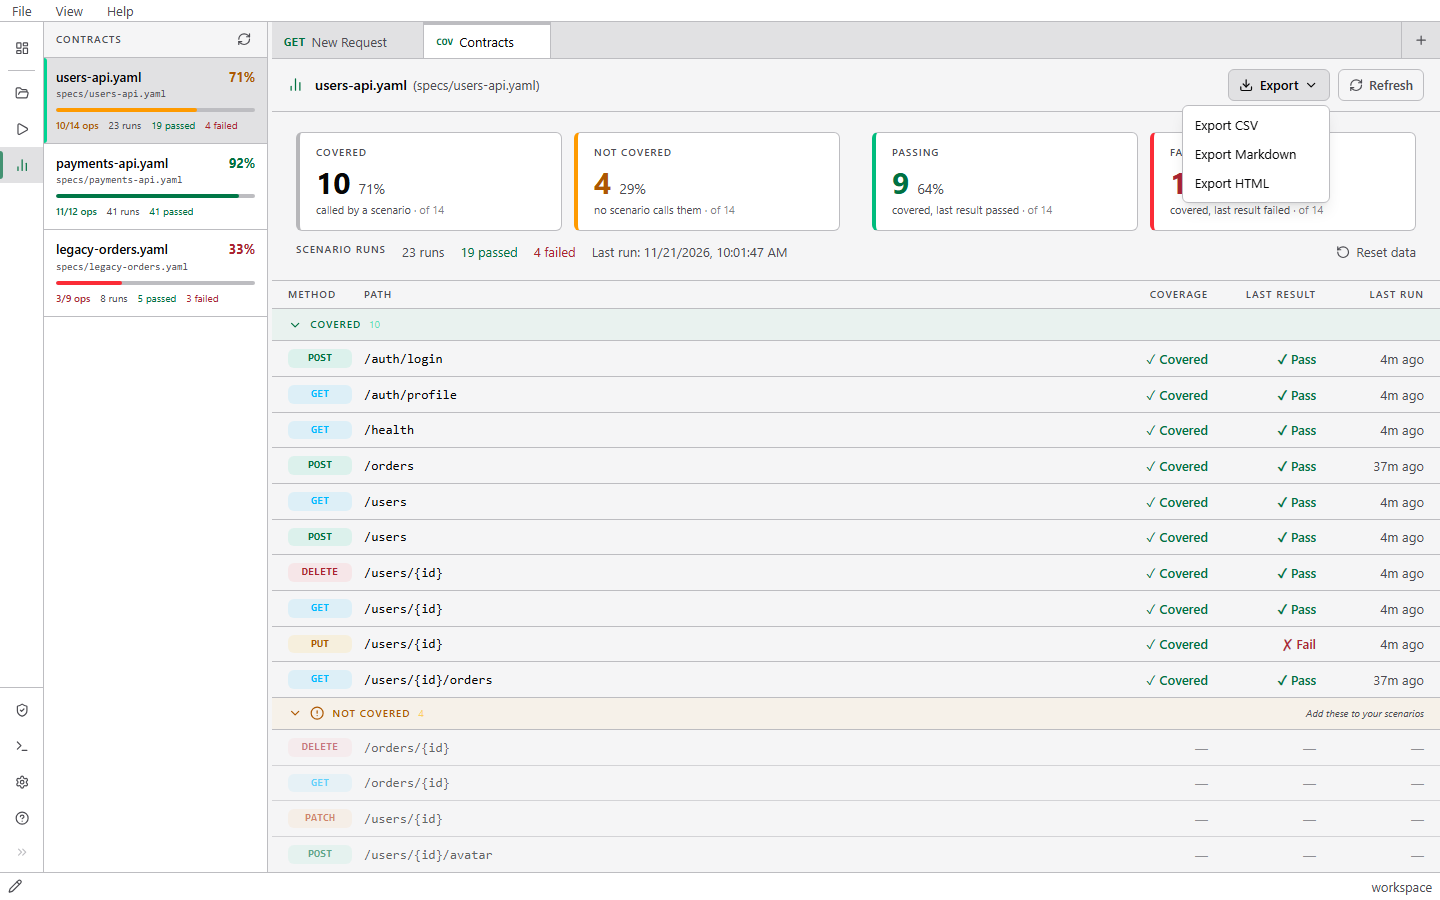 File View Help
CONTRACTS
users-api.yaml 71%
specs/users-api.yaml
10/14 ops 23 runs 19 passed 4 failed
payments-api.yaml 92%
specs/payments-api.yaml
11/12 ops 41 runs 41 passed
legacy-orders.yaml 33%
specs/legacy-orders.yaml
3/9 ops 8 runs 5 passed 3 failed
GET New Request
COV Contracts
users-api.yaml (specs/users-api.yaml)
Export
Refresh
Export CSV
Export Markdown
Export HTML
COVERED
10 71%
called by a scenario · of 14
NOT COVERED
4 29%
no scenario calls them · of 14
PASSING
9 64%
covered, last result passed · of 14
FA
1
covered, last result failed · of 14
SCENARIO RUNS 23 runs 19 passed 4 failed Last run: 11/21/2026, 10:01:47 AM
Reset data
METHOD PATH COVERAGE LAST RESULT LAST RUN
COVERED 10
POST /auth/login ✓ Covered ✓ Pass 4m ago
GET /auth/profile ✓ Covered ✓ Pass 4m ago
GET /health ✓ Covered ✓ Pass 4m ago
POST /orders ✓ Covered ✓ Pass 37m ago
GET /users ✓ Covered ✓ Pass 4m ago
POST /users ✓ Covered ✓ Pass 4m ago
DELETE /users/{id} ✓ Covered ✓ Pass 4m ago
GET /users/{id} ✓ Covered ✓ Pass 4m ago
PUT /users/{id} ✓ Covered ✗ Fail 4m ago
GET /users/{id}/orders ✓ Covered ✓ Pass 37m ago
NOT COVERED 4 Add these to your scenarios
DELETE /orders/{id} — — —
GET /orders/{id} — — —
PATCH /users/{id} — — —
POST /users/{id}/avatar — — —
workspace